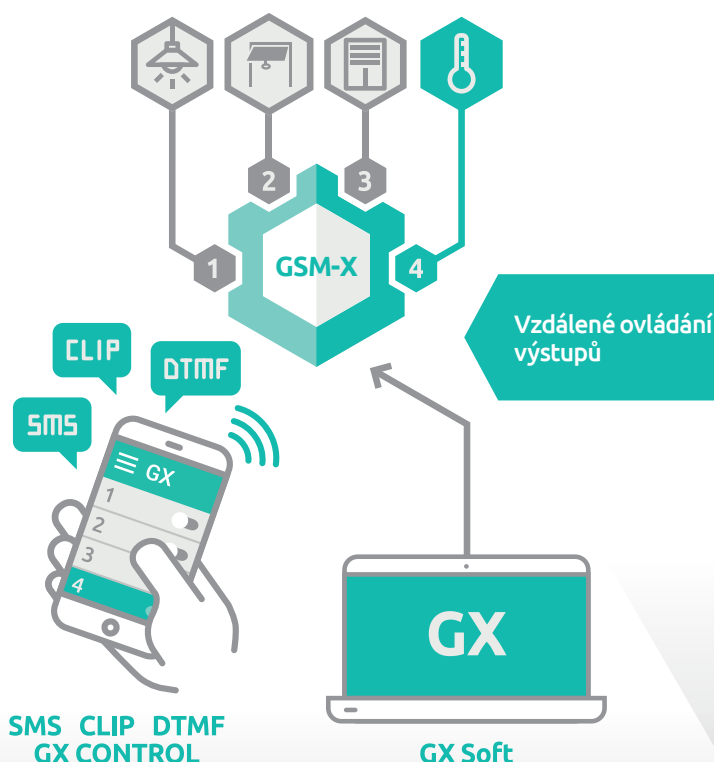 2
3
1
GSM-X
4
Vzdálené ovládání
výstupů
CLIP
DTMF
SMS
GX
1
2
3
4
GX
SMS CLIP DTMF
GX CONTROL
GX Soft